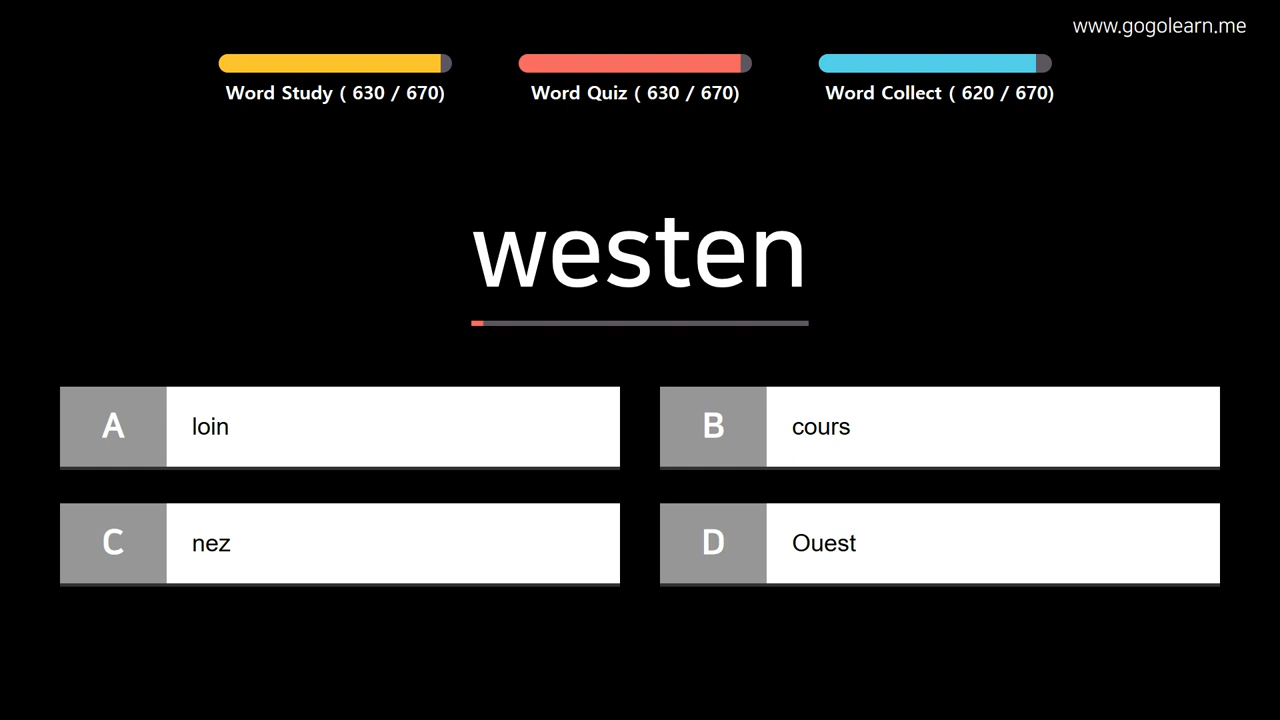 www.gogolearn.me
Word Study ( 630 / 670)
Word Quiz ( 630 / 670)
Word Collect ( 620 / 670)
westen
A
loin
B
cours
C
nez
D
Ouest